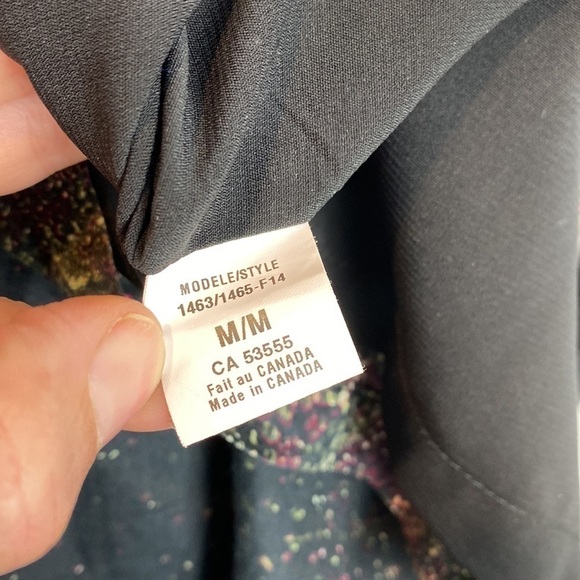 MODELE/STYLE
1463/1465-F14
M/M
CA 53555
Fait au CANADA
Made in CANADA